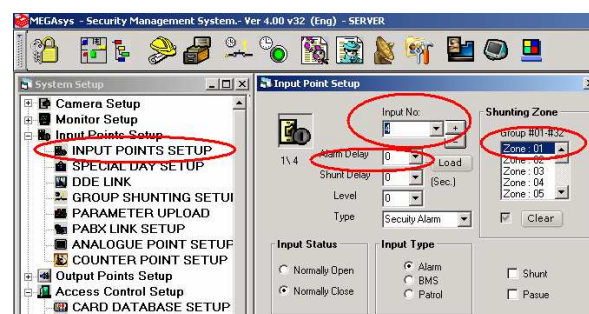 MEGAsys - Security Management System.- Ver 4.00 v32 (Eng) - SERVER
System Setup
Camera Setup
Monitor Setup
Input Points Setup
INPUT POINTS SETUP
SPECIAL DAY SETUP
DDE LINK
GROUP SHUNTING SETUI
PARAMETER UPLOAD
PABX LINK SETUP
ANALOGUE POINT SETUP
COUNTER POINT SETUP
Output Points Setup
Access Control Setup
CARD DATABASE SETUP
Input Point Setup
Input No:
4
+
-
1\ 4
Alarm Delay
0
Load
Shunt Delay
0
(Sec.)
Level
0
Type
Secuity Alarm
Shunting Zone
Group #01-#32
Zone : 01
Zone : 02
Zone : 03
Zone : 04
Zone : 05
Clear
Input Status
Normally Open
Normally Close
Input Type
Alarm
BMS
Patrol
Shunt
Pasue